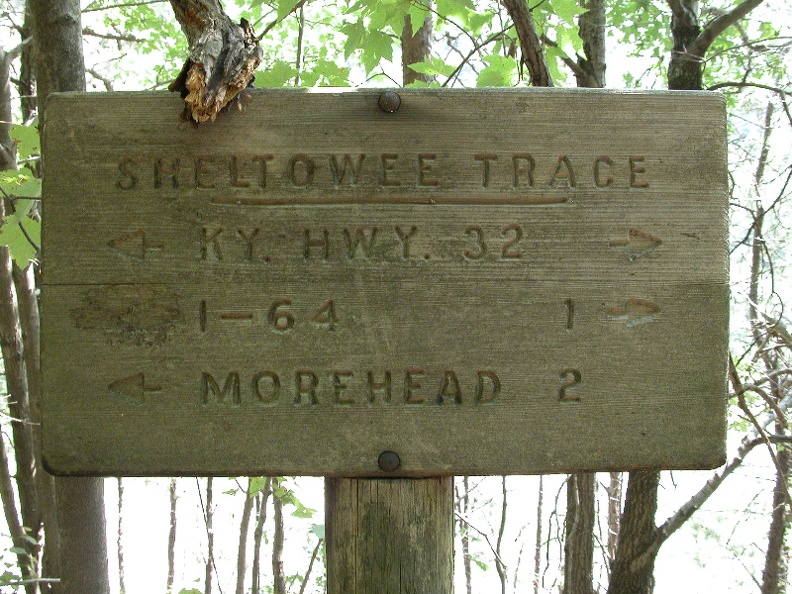 SHELTOWEE TRACE
← KY. HWY. 32 →
I-64 1 →
← MOREHEAD 2